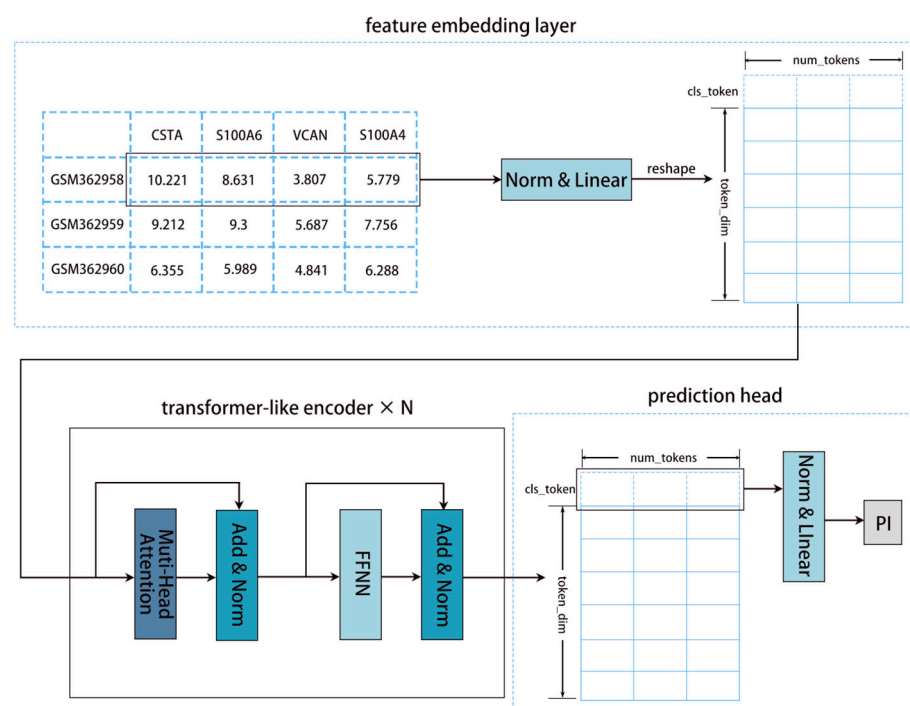 feature embedding layer
num_tokens
cls_token
CSTA S100A6 VCAN S100A4
GSM362958 10.221 8.631 3.807 5.779
Norm & Linear
reshape
token_dim
GSM362959 9.212 9.3 5.687 7.756
GSM362960 6.355 5.989 4.841 6.288
transformer-like encoder × N
prediction head
num_tokens
cls_token
Muti-Head
Attention
Add & Norm
FFNN
Add & Norm
token_dim
Norm & LInear
PI